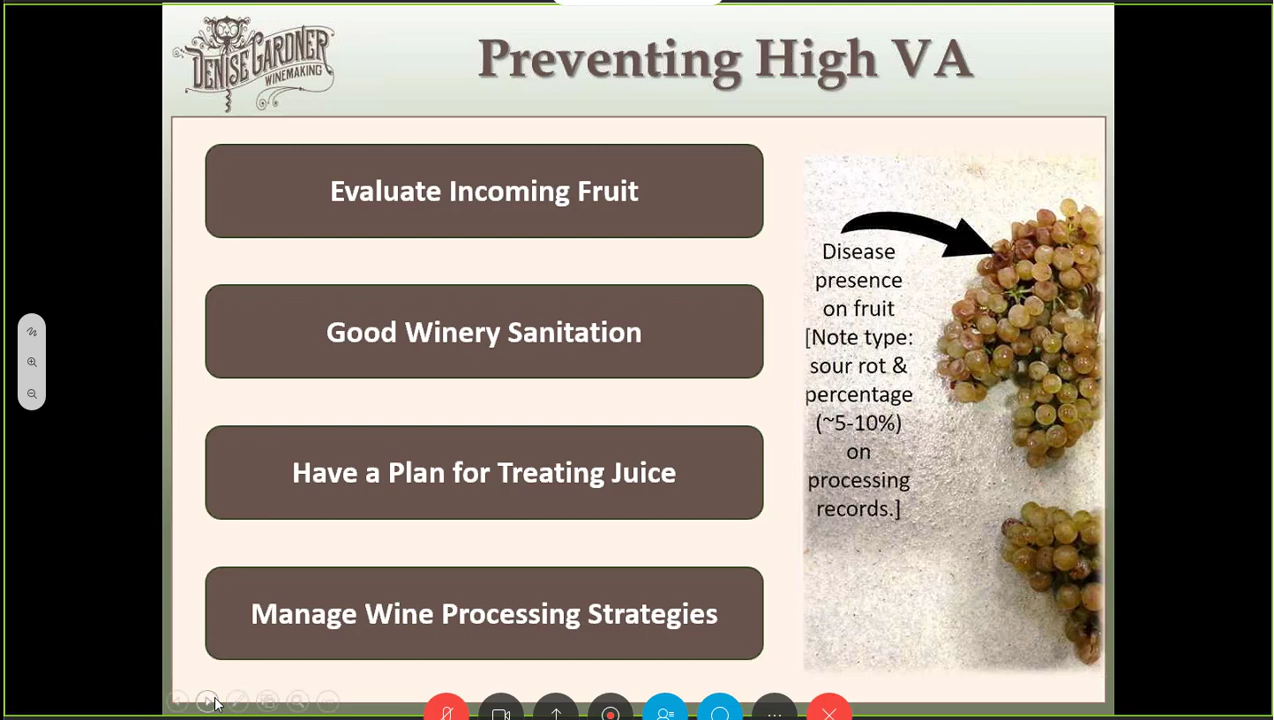 DENISE GARDNER
WINEMAKING
Preventing High VA
Evaluate Incoming Fruit
Good Winery Sanitation
Have a Plan for Treating Juice
Manage Wine Processing Strategies
Disease
presence
on fruit
[Note type:
sour rot &
percentage
(~5-10%)
on
processing
records.]